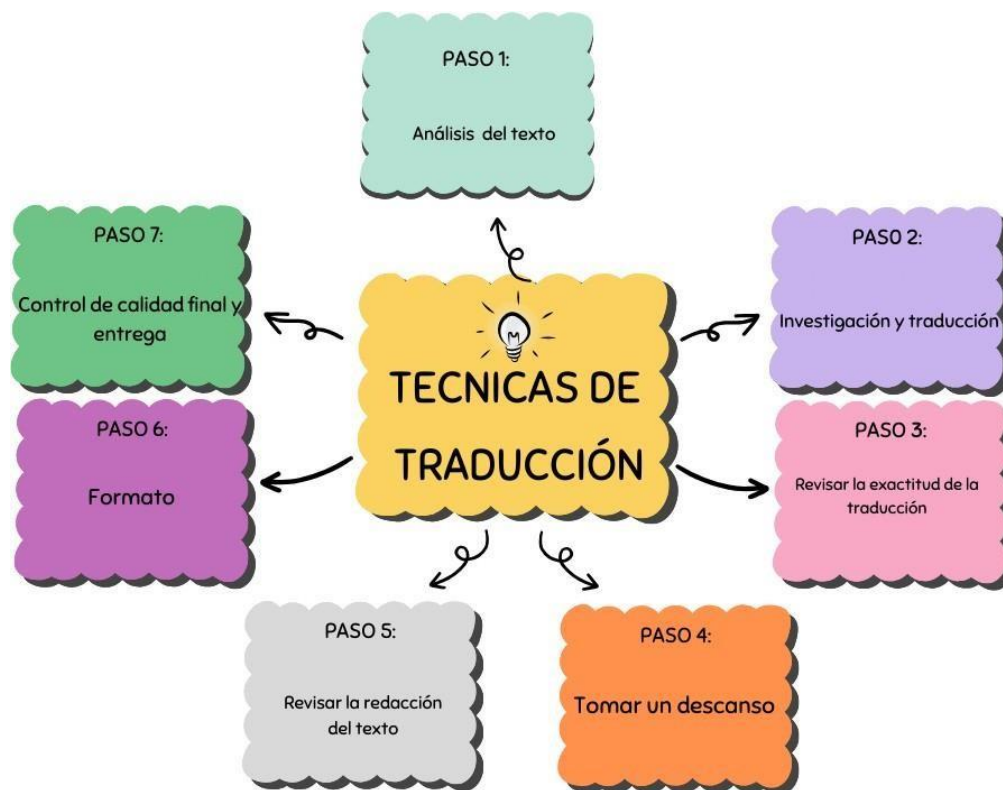 TECNICAS DE
TRADUCCIÓN
PASO 1:
Análisis del texto
PASO 2:
Investigación y traducción
PASO 3:
Revisar la exactitud de la
traducción
PASO 4:
Tomar un descanso
PASO 5:
Revisar la redacción
del texto
PASO 6:
Formato
PASO 7:
Control de calidad final y
entrega